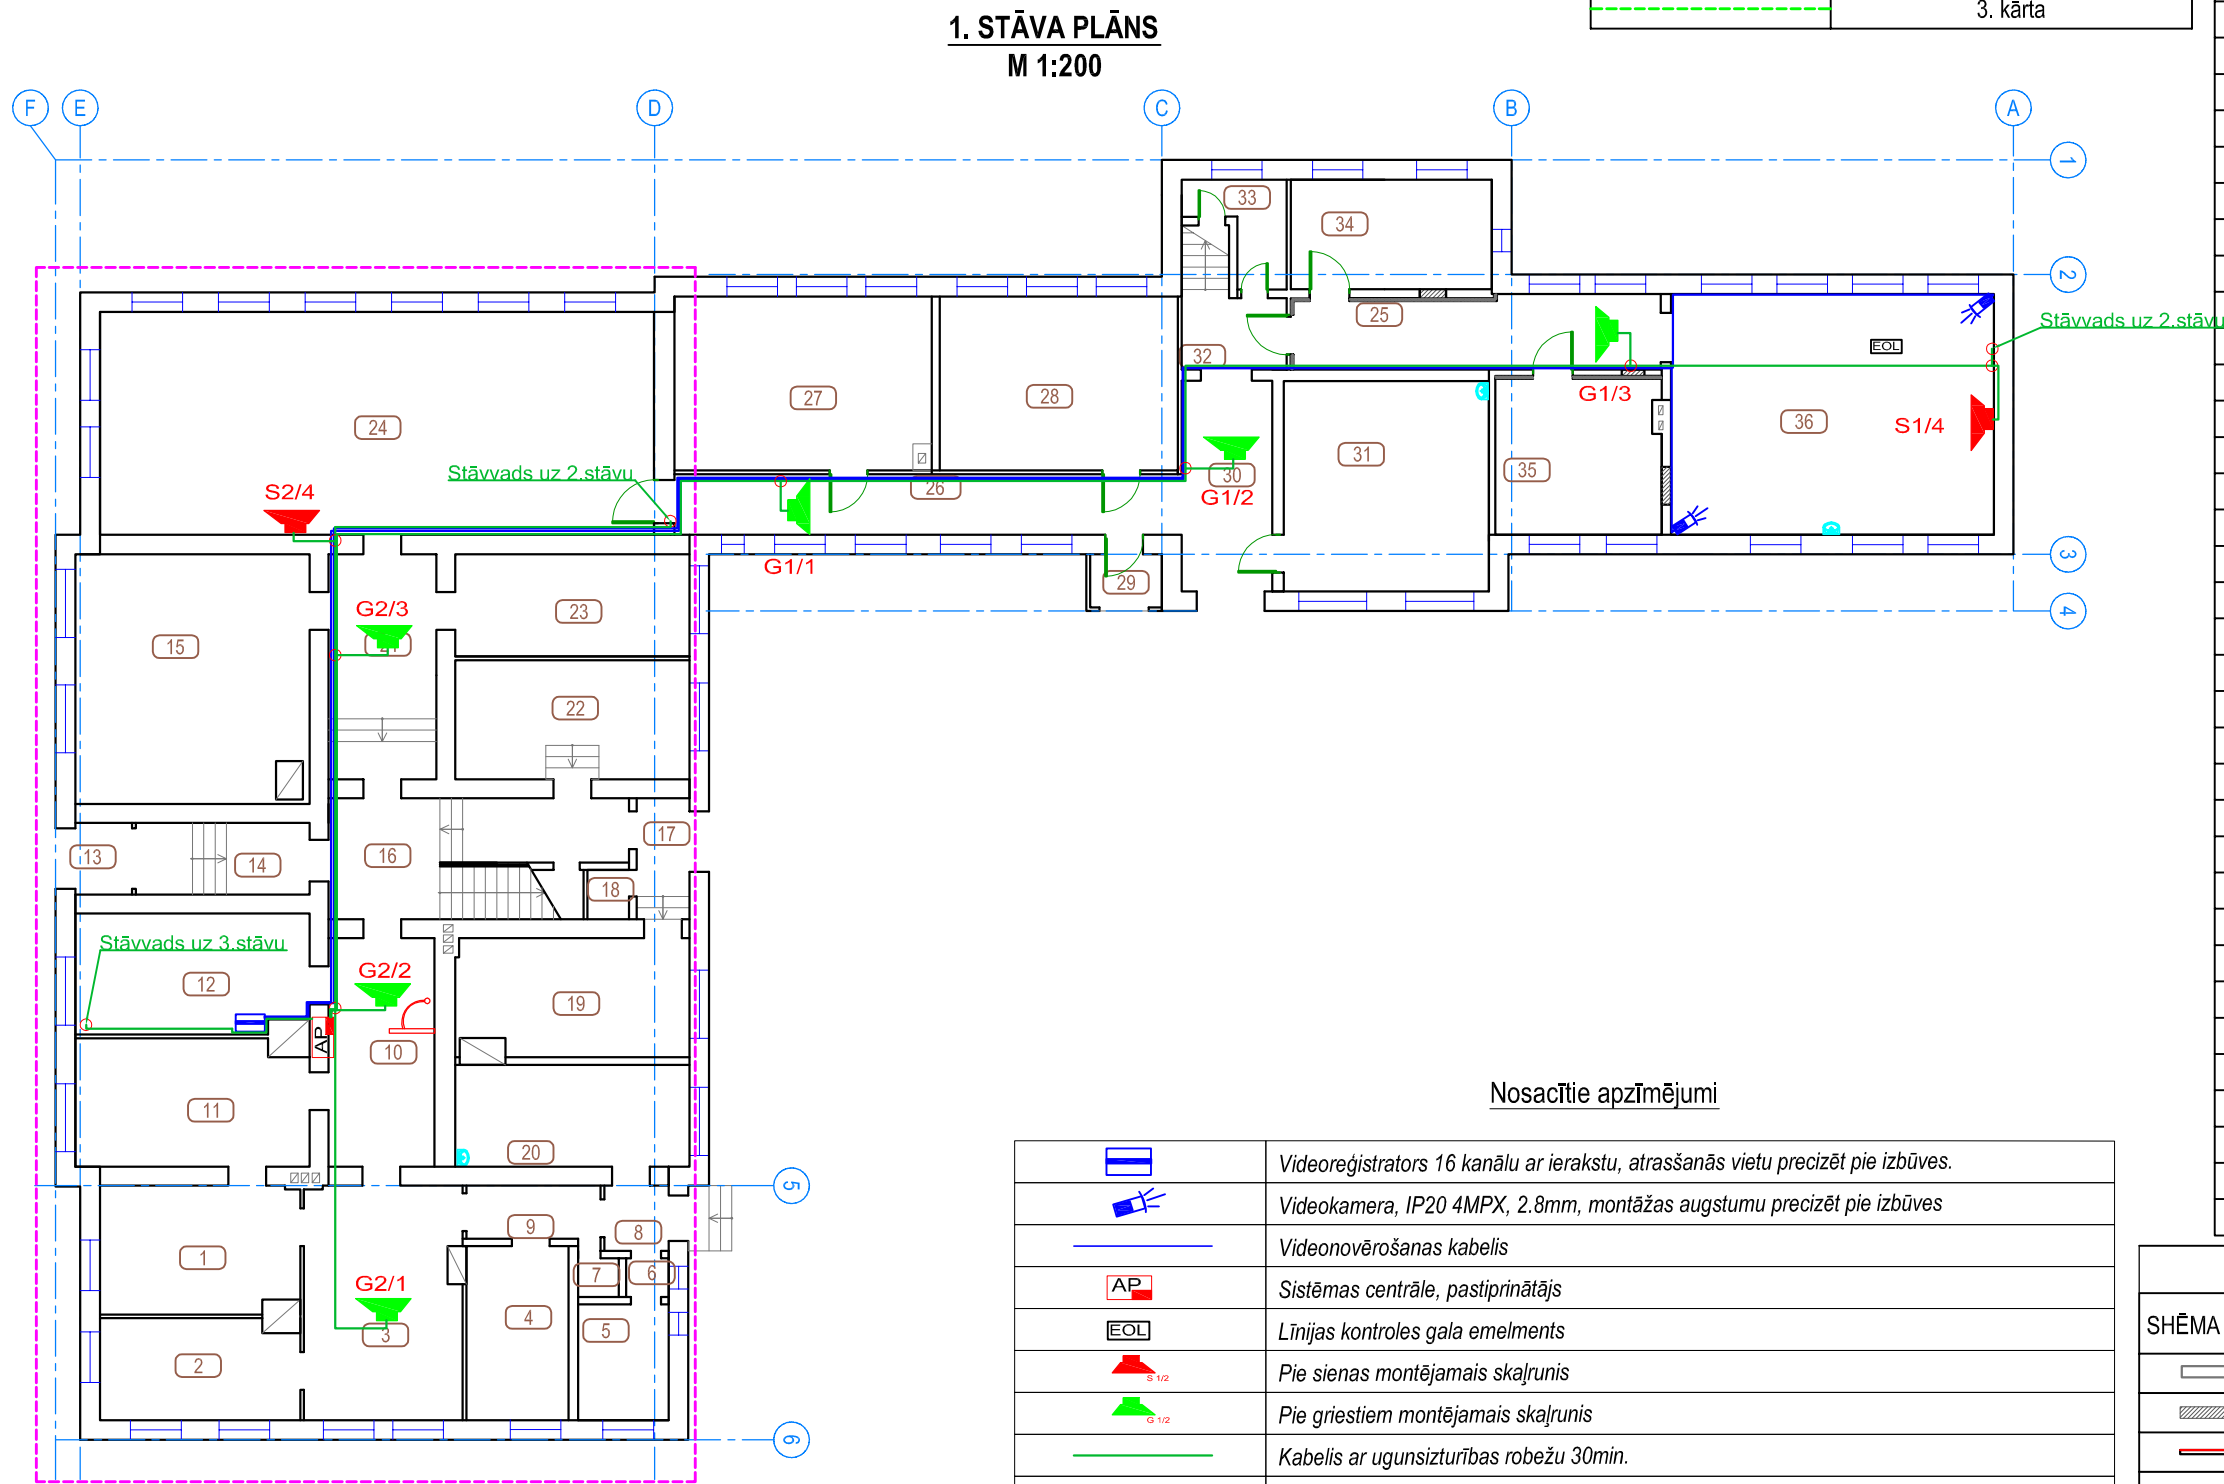 3. kārta
1. STĀVA PLĀNS
M 1:200
F
E
D
C
B
A
1
33
34
2
25
Stāvvads uz 2.stāvu
EOL
32
27
28
G1/3
36
S1/4
24
31
Stāvvads uz 2.stāvu
35
30
26
G1/2
S2/4
3
G1/1
29
G2/3
23
4
15
22
17
13
16
14
18
Stāvvads uz 3.stāvu
G2/2
12
19
AP
10
11
Nosacītie apzīmējumi
20
Videoreģistrators 16 kanālu ar ierakstu, atrasšanās vietu precizēt pie izbūves.
5
Videokamera, IP20 4MPX, 2.8mm, montāžas augstumu precizēt pie izbūves
9
8
1
Videonovērošanas kabelis
7
6
G2/1
AP
Sistēmas centrāle, pastiprinātājs
4
5
3
EOL
Līnijas kontroles gala emelments
SHĒMA
2
S 1/2
Pie sienas montējamais skaļrunis
G 1/2
Pie griestiem montējamais skaļrunis
6
Kabelis ar ugunsizturības robežu 30min.